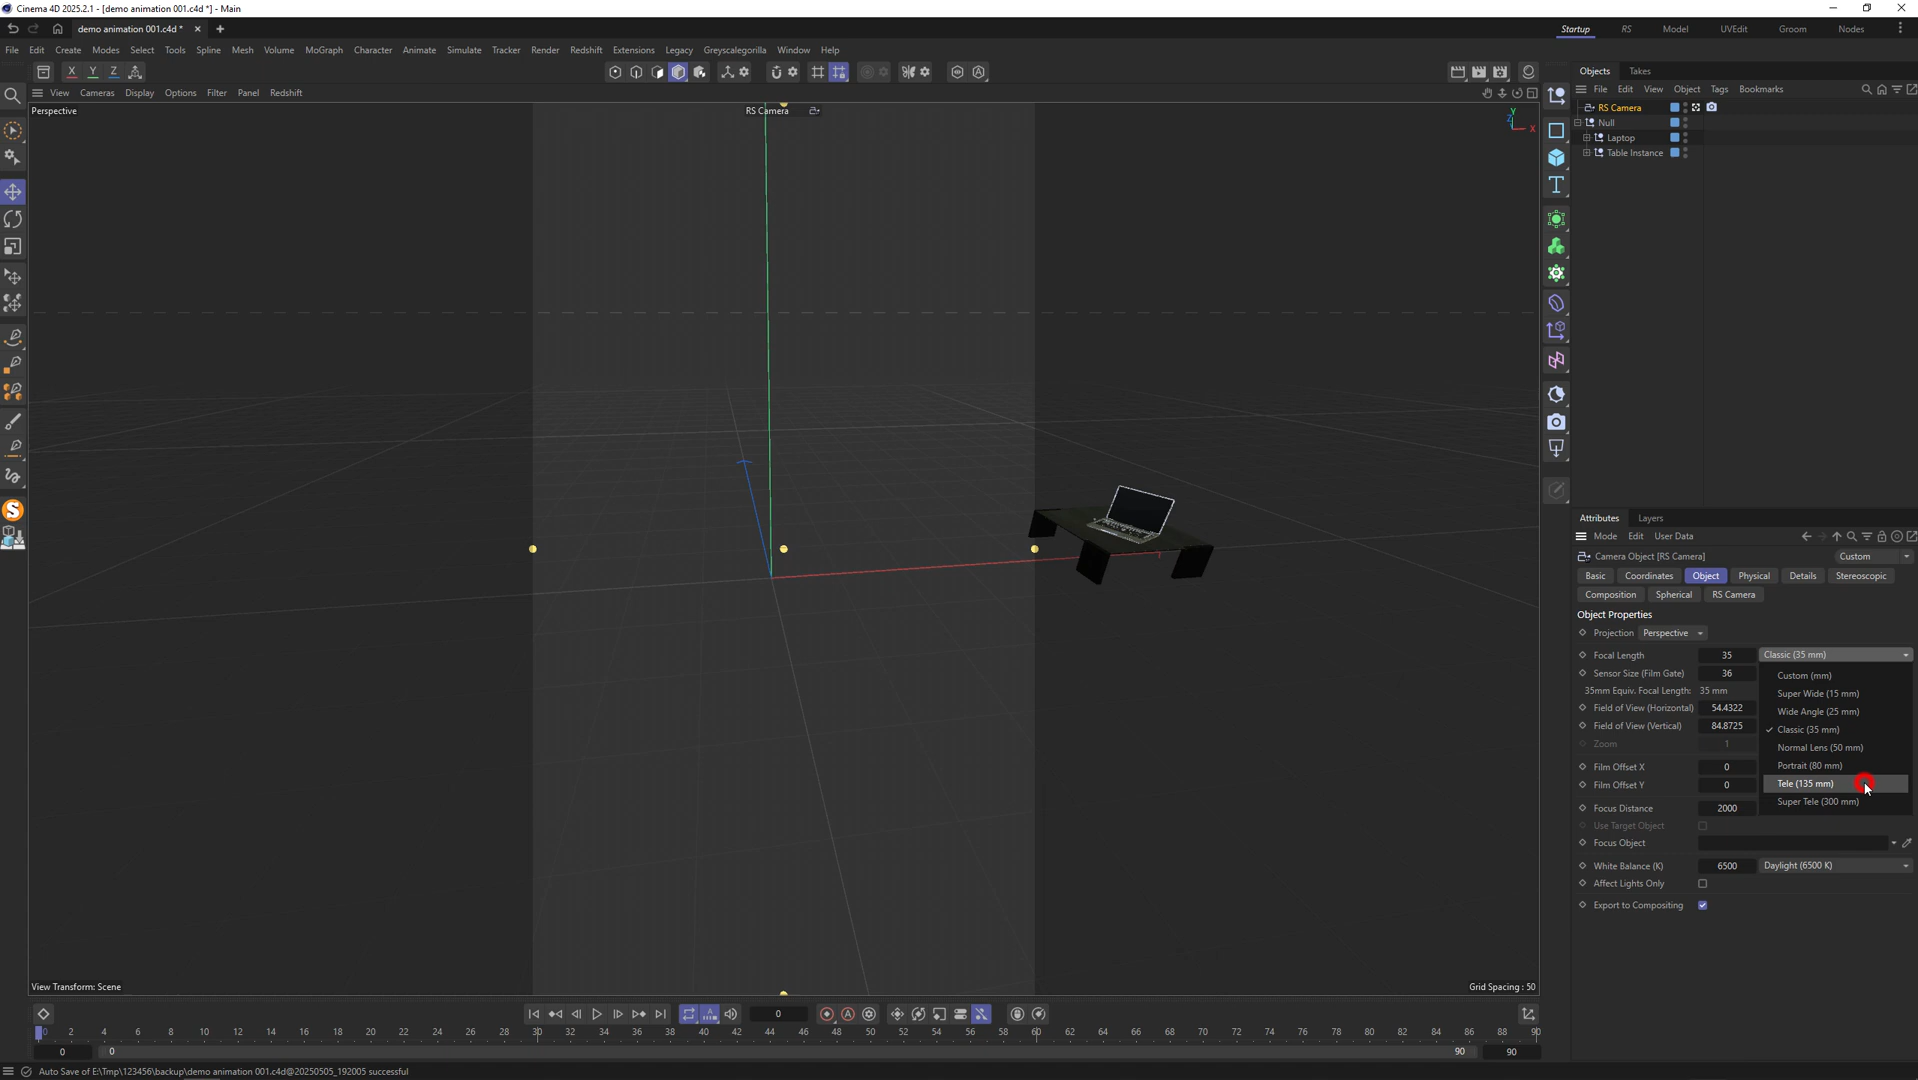 Cinema 4D 2025.2.1 - [demo animation 001.c4d *] - Main
demo animation 001.c4d *
Startup RS Model UVEdit Groom Nodes
File Edit Create Modes Select Tools Spline Mesh Volume MoGraph Character Animate Simulate Tracker Render Redshift Extensions Legacy Greyscalegorilla Window Help
X Y Z
Objects Takes
View Cameras Display Options Filter Panel Redshift
File Edit View Object Tags Bookmarks
Perspective
RS Camera
Y
Z
X
RS Camera
Null
Laptop
Table Instance
Attributes Layers
Mode Edit User Data
Camera Object [RS Camera]
Custom
Basic Coordinates Object Physical Details Stereoscopic
Composition Spherical RS Camera
Object Properties
Projection Perspective
Focal Length 35 Classic (35 mm)
Sensor Size (Film Gate) 36
35mm Equiv. Focal Length: 35 mm
Field of View (Horizontal) 54.4322
Field of View (Vertical) 84.8725
Zoom 1
Film Offset X 0
Film Offset Y 0
Focus Distance 2000
Use Target Object
Focus Object
White Balance (K) 6500 Daylight (6500 K)
Affect Lights Only
Export to Compositing
Custom (mm)
Super Wide (15 mm)
Wide Angle (25 mm)
Classic (35 mm)
Normal Lens (50 mm)
Portrait (80 mm)
Tele (135 mm)
Super Tele (300 mm)
View Transform: Scene
Grid Spacing : 50
0
0 2 4 6 8 10 12 14 16 18 20 22 24 26 28 30 32 34 36 38 40 42 44 46 48 50 52 54 56 58 60 62 64 66 68 70 72 74 76 78 80 82 84 86 88 90
0 0 90 90
Auto Save of E:\Tmp\123456\backup\demo animation 001.c4d@20250505_192005 successful